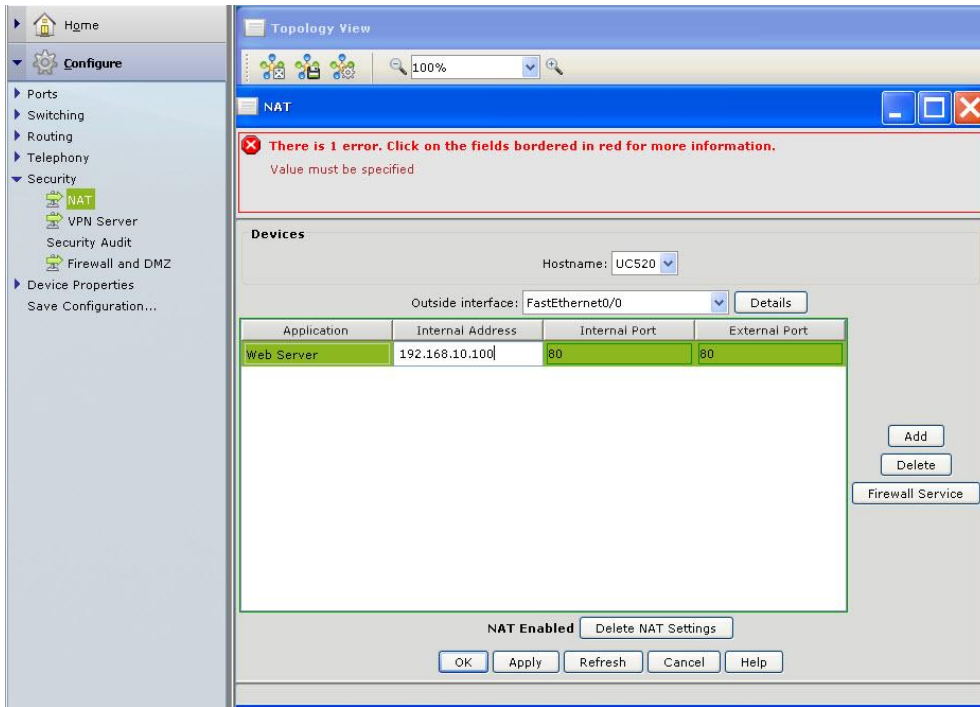 Home
Topology View
Configure
100%
Ports
Switching
Routing
Telephony
Security
NAT
VPN Server
Security Audit
Firewall and DMZ
Device Properties
Save Configuration...
NAT
There is 1 error. Click on the fields bordered in red for more information.
Value must be specified
Devices
Hostname: UC520
Outside interface: FastEthernet0/0 Details
Application Internal Address Internal Port External Port
Web Server 192.168.10.100 80 80
Add
Delete
Firewall Service
NAT Enabled Delete NAT Settings
OK Apply Refresh Cancel Help